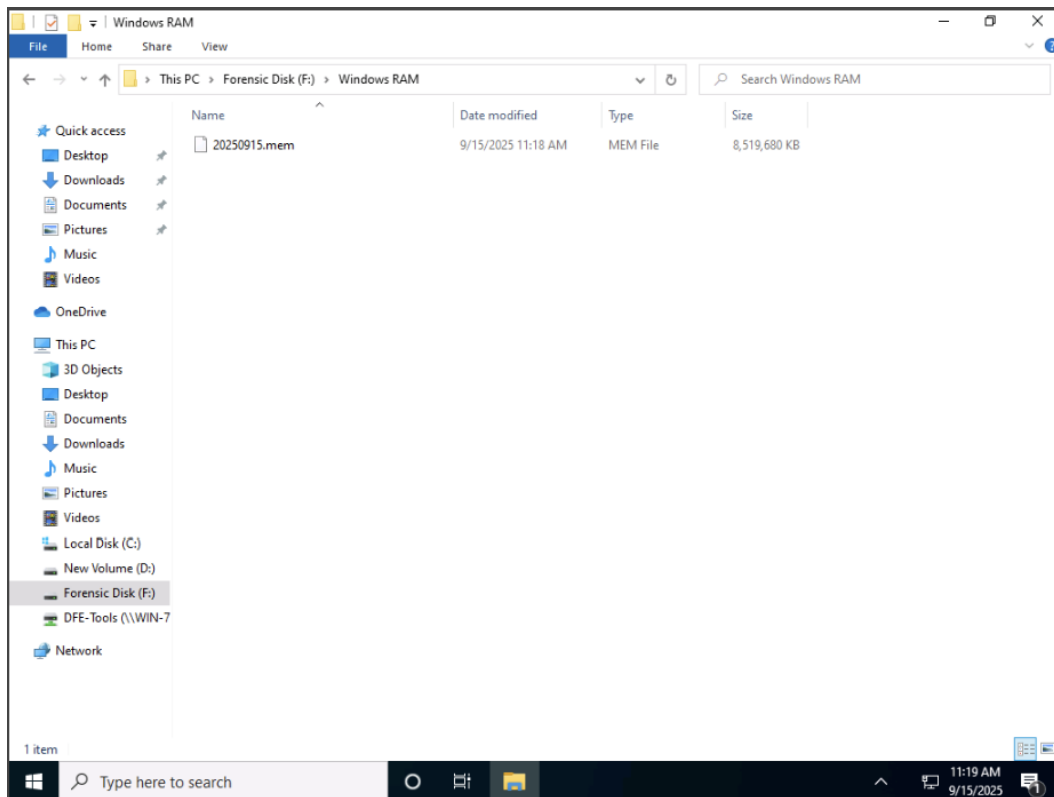 Windows RAM
File Home Share View
This PC Forensic Disk (F:) Windows RAM
Search Windows RAM
Name Date modified Type Size
20250915.mem 9/15/2025 11:18 AM MEM File 8,519,680 KB
Quick access
Desktop
Downloads
Documents
Pictures
Music
Videos
OneDrive
This PC
3D Objects
Desktop
Documents
Downloads
Music
Pictures
Videos
Local Disk (C:)
New Volume (D:)
Forensic Disk (F:)
DFE-Tools (\\WIN-7
Network
1 item
Type here to search
11:19 AM
9/15/2025
1